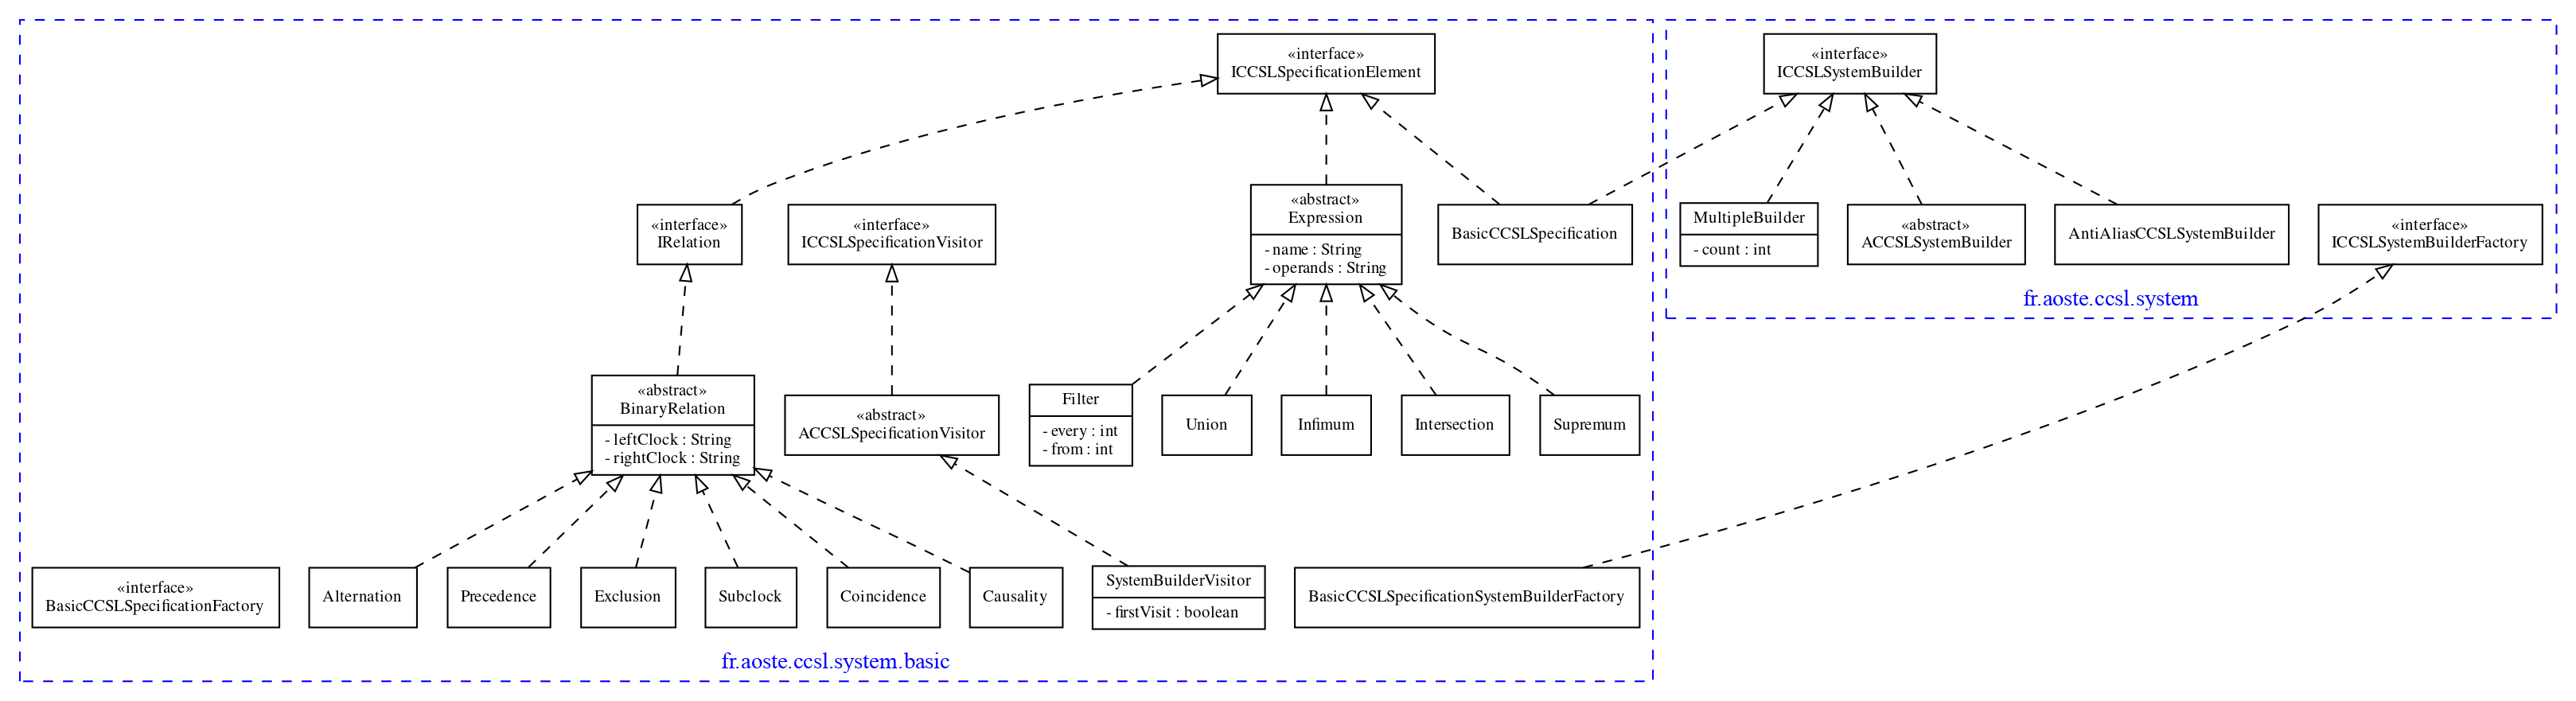 «interface»
ICCSLSpecificationElement
«interface»
ICCSLSystemBuilder
«interface»
IRelation
«interface»
ICCSLSpecificationVisitor
«abstract»
Expression
- name : String
- operands : String
BasicCCSLSpecification
MultipleBuilder
- count : int
«abstract»
ACCSLSystemBuilder
AntiAliasCCSLSystemBuilder
«interface»
ICCSLSystemBuilderFactory
fr.aoste.ccsl.system
«abstract»
BinaryRelation
- leftClock : String
- rightClock : String
«abstract»
ACCSLSpecificationVisitor
Filter
- every : int
- from : int
Union
Infimum
Intersection
Supremum
«interface»
BasicCCSLSpecificationFactory
Alternation
Precedence
Exclusion
Subclock
Coincidence
Causality
SystemBuilderVisitor
- firstVisit : boolean
BasicCCSLSpecificationSystemBuilderFactory
fr.aoste.ccsl.system.basic